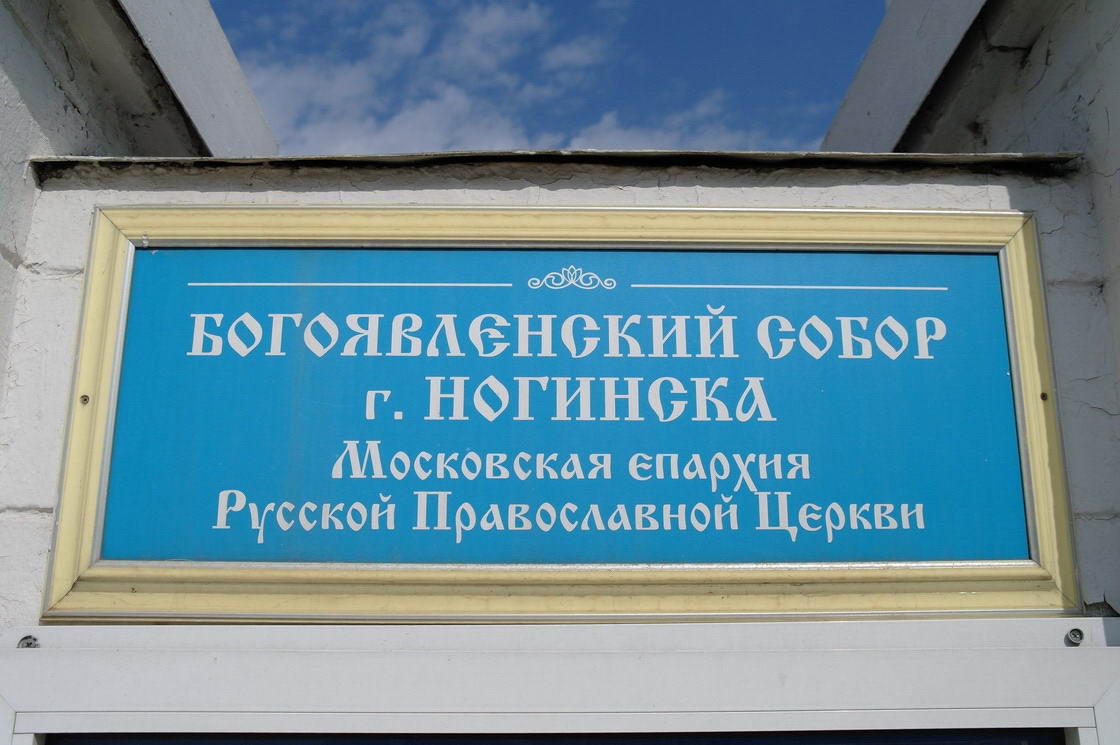 БОГОЯВЛЕНСКИЙ СОБОР
г. НОГИНСКА
Московская епархия
Русской Православной Церкви